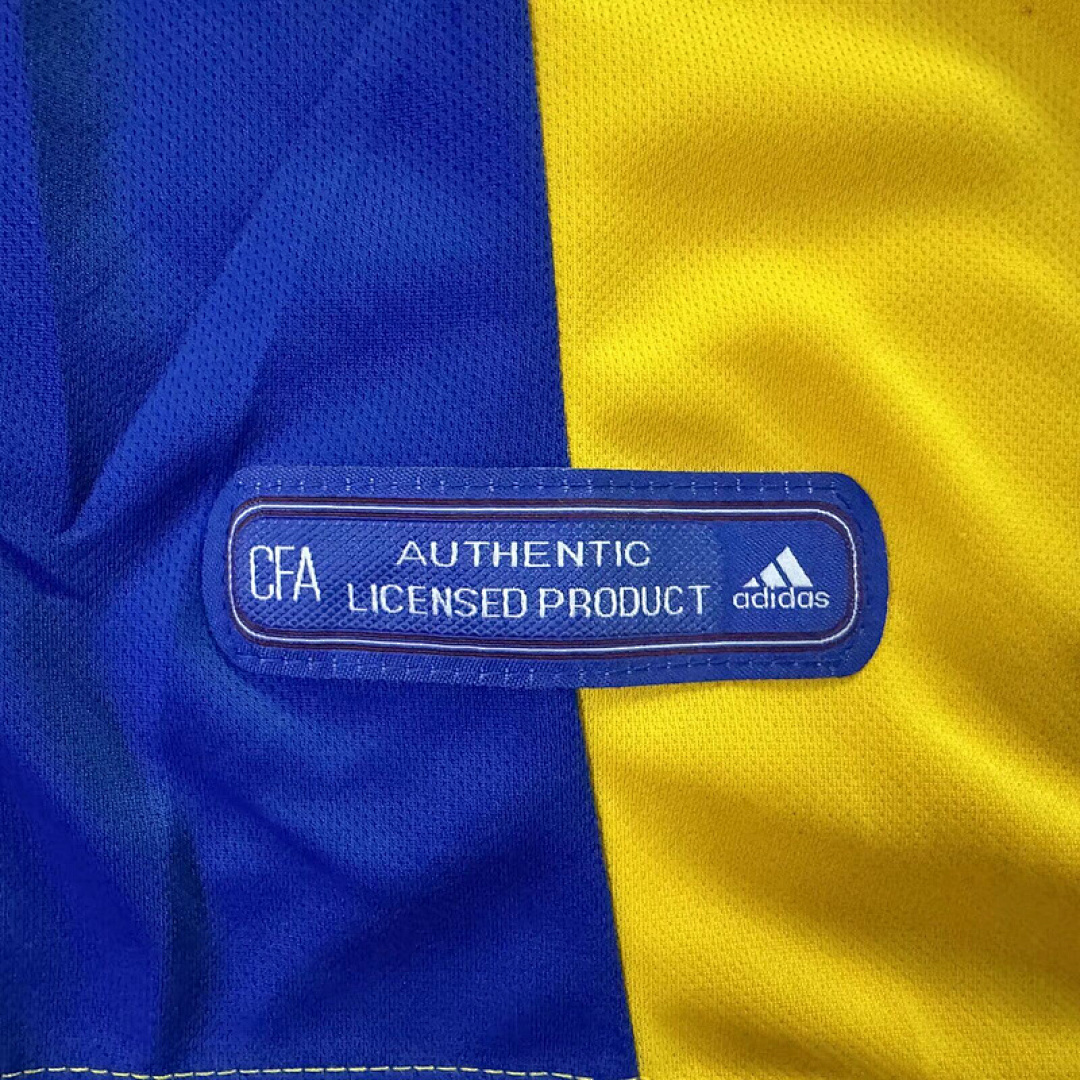 CFA
AUTHENTIC
LICENSED PRODUCT
adidas